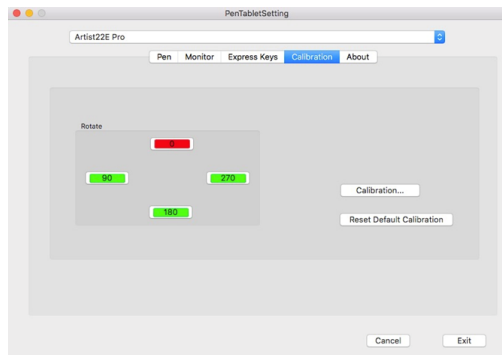 PenTabletSetting
Artist22E Pro
Pen Monitor Express Keys Calibration About
Rotate
0
90 270
180
Calibration...
Reset Default Calibration
Cancel Exit